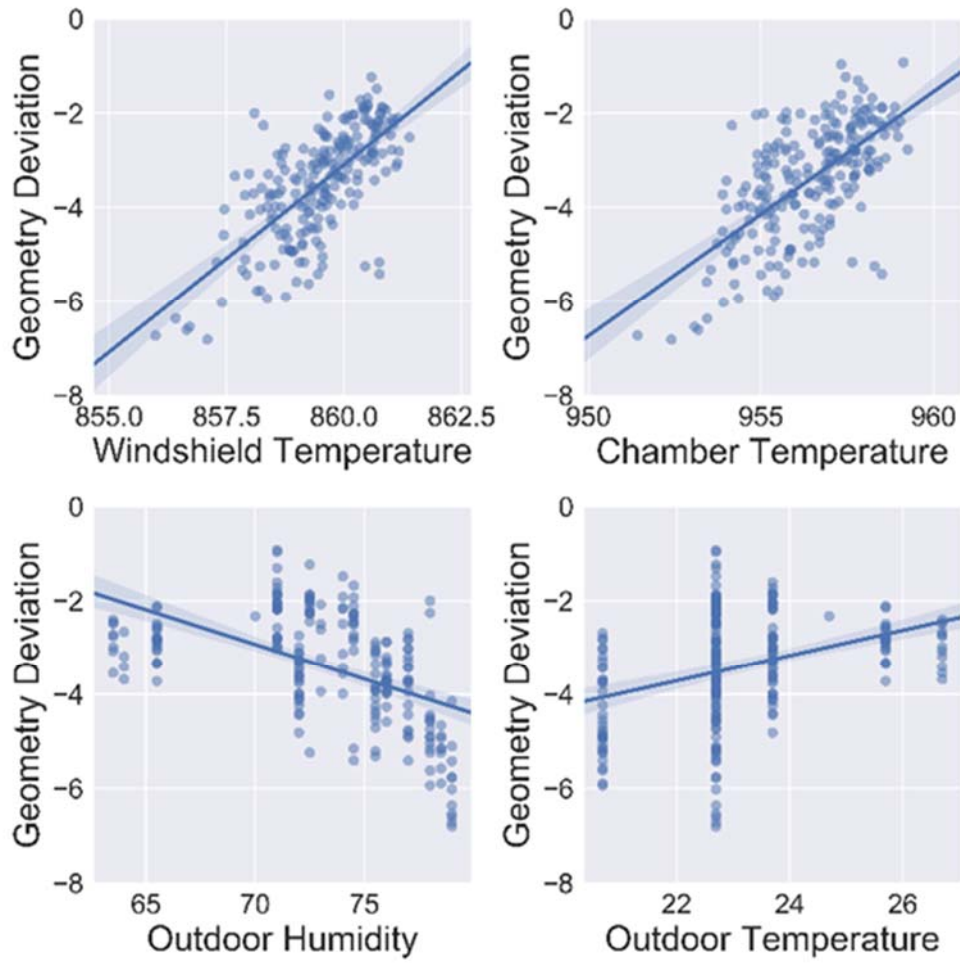 0
−2
−4
−6
−8
Geometry Deviation
855.0 857.5 860.0 862.5
Windshield Temperature
0
−2
−4
−6
−8
Geometry Deviation
950 955 960
Chamber Temperature
0
−2
−4
−6
−8
Geometry Deviation
65 70 75
Outdoor Humidity
0
−2
−4
−6
−8
Geometry Deviation
22 24 26
Outdoor Temperature